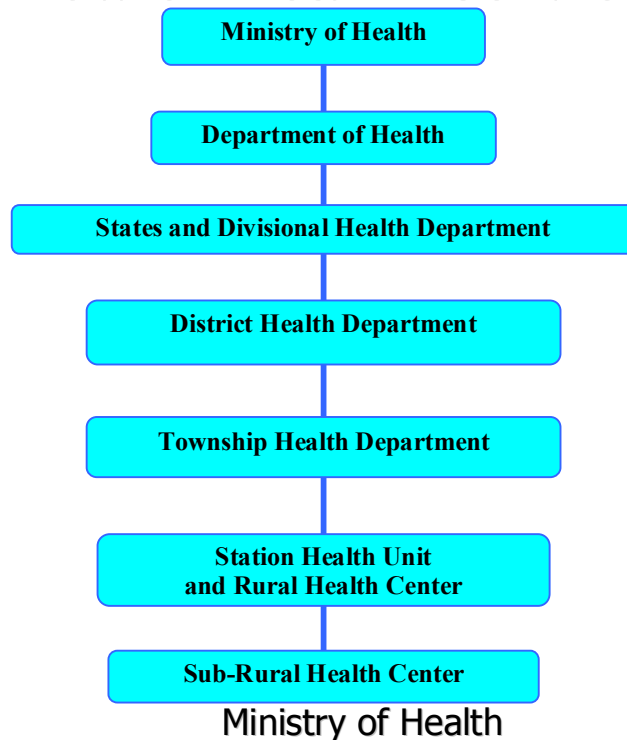 Ministry of Health
Department of Health
States and Divisional Health Department
District Health Department
Township Health Department
Station Health Unit
and Rural Health Center
Sub-Rural Health Center
Ministry of Health